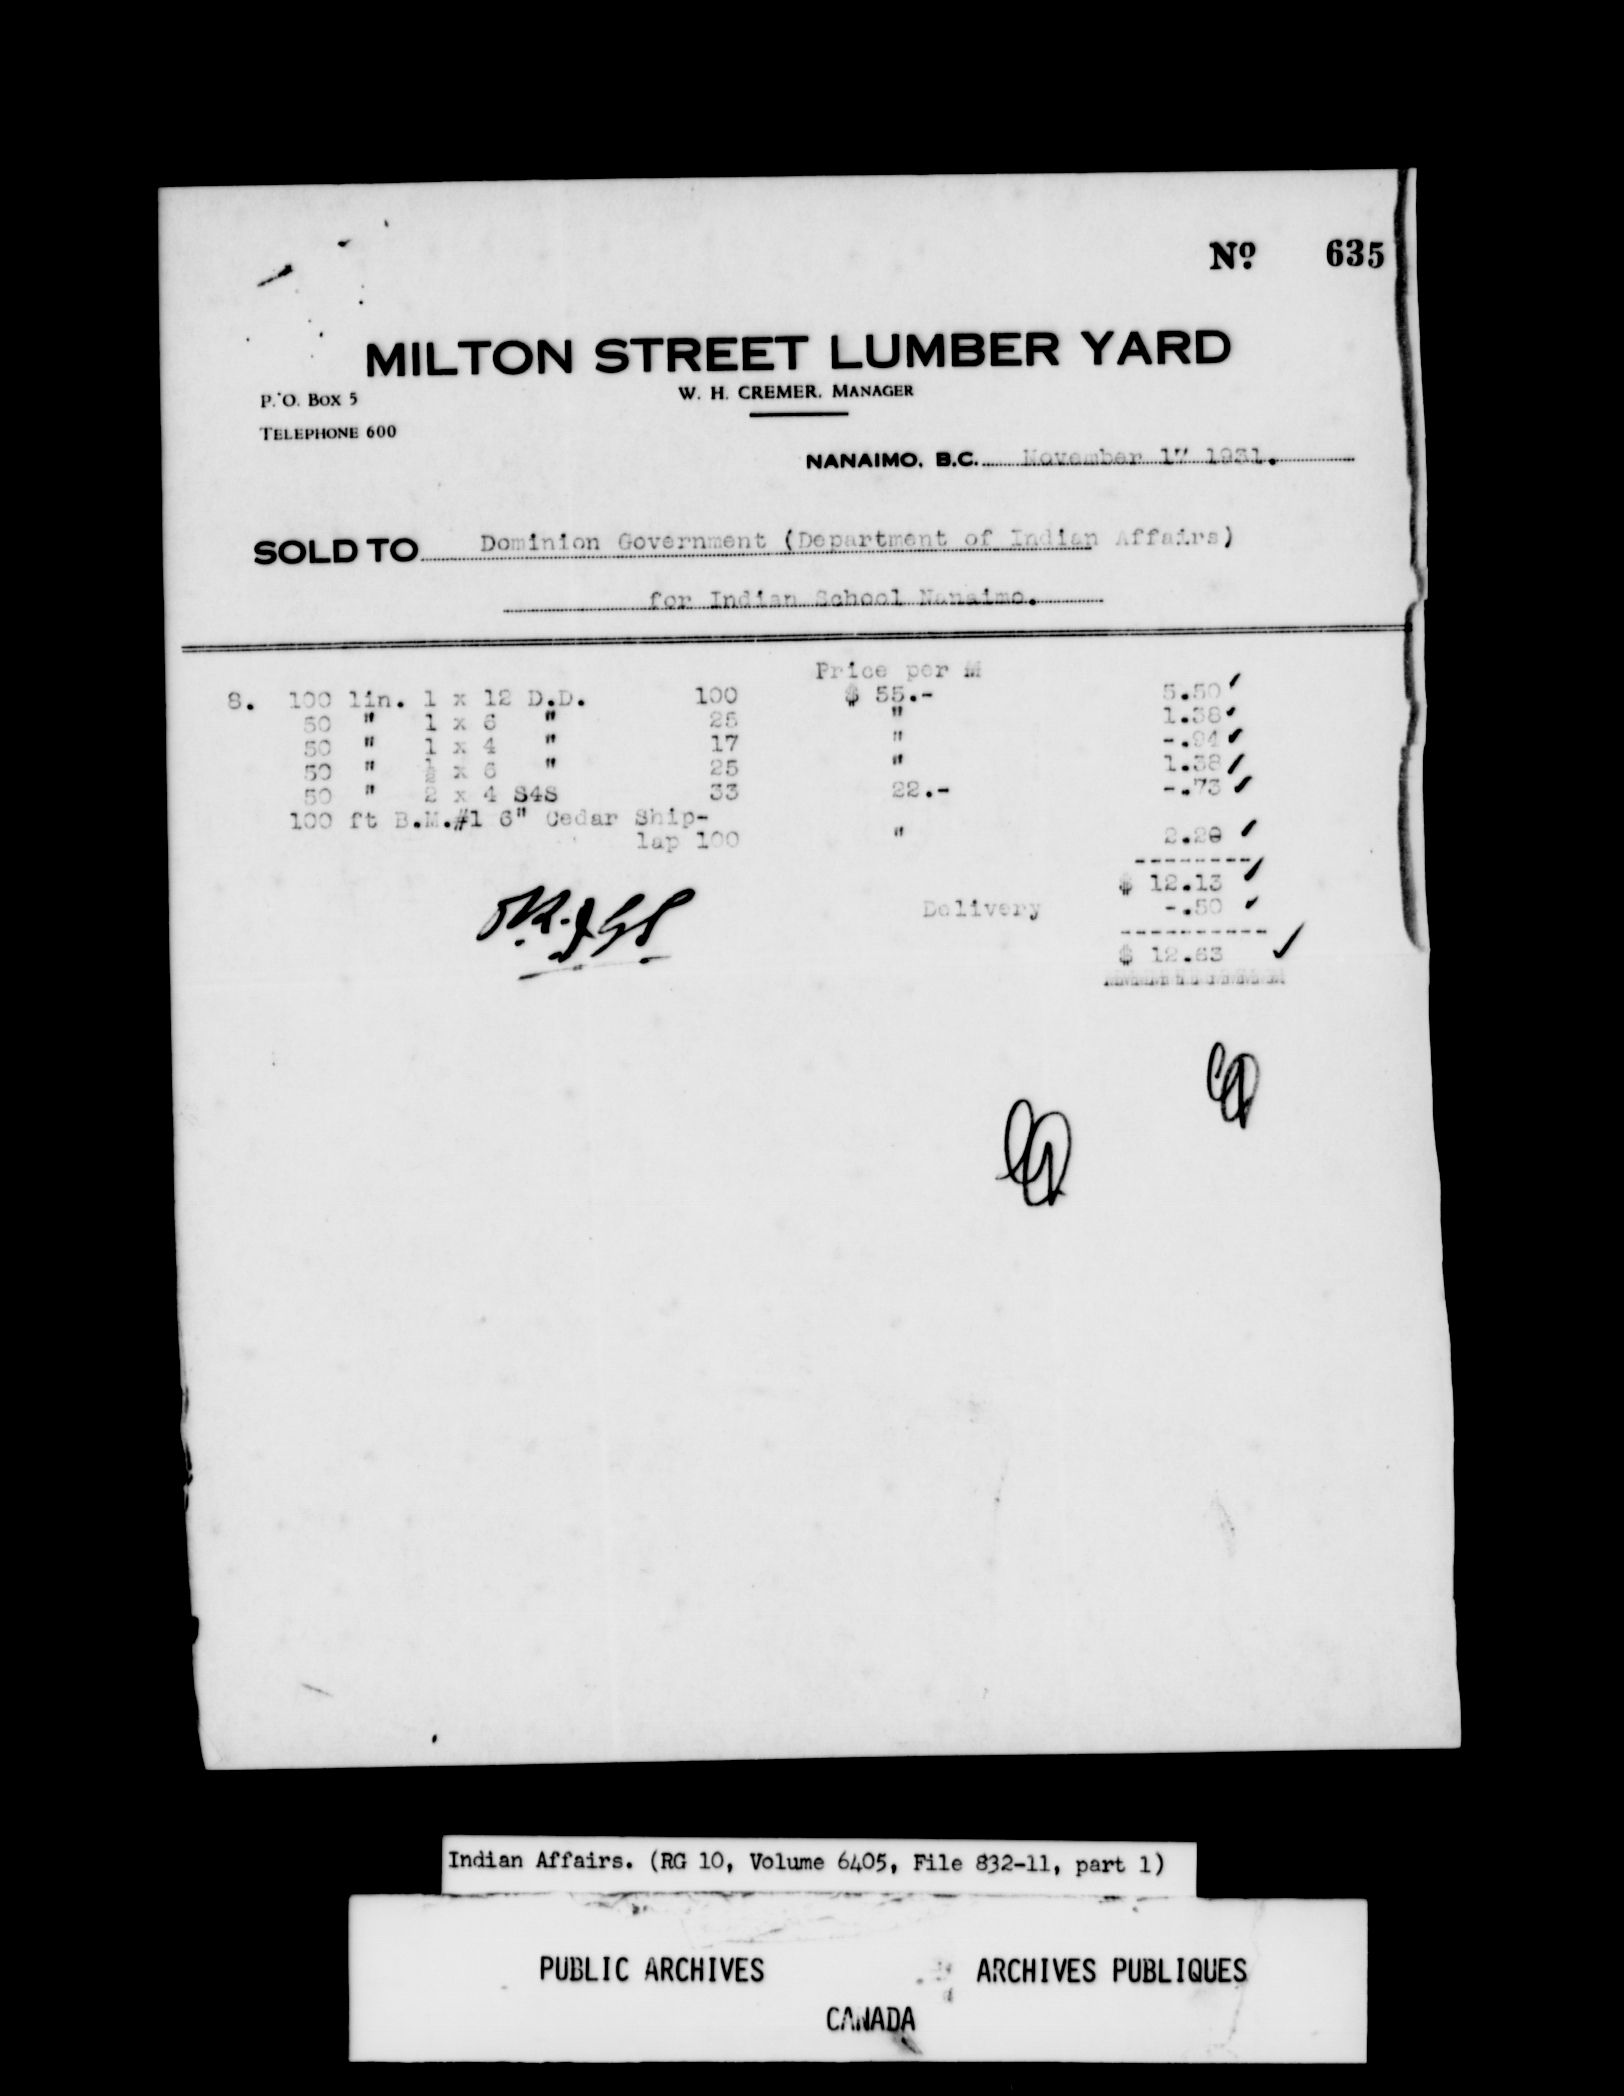 Nº 635
MILTON STREET LUMBER YARD
W. H. CREMER, MANAGER
P. O. BOX 5
TELEPHONE 600
NANAIMO, B.C. November 17 1931.
SOLD TO Dominion Government (Department of Indian Affairs)
for Indian School Nanaimo.
Price per M
8. 100 lin. 1 x 12 D.D. 100 $ 55.- 5.50
50 " 1 x 6 " 25 " 1.38
50 " 1 x 4 " 17 " -.94
50 " ½ x 6 " 25 " 1.38
50 " 2 x 4 S4S 33 22.- -.73
100 ft B.M.#1 6" Cedar Ship-
lap 100 " 2.20
$ 12.13
Delivery -.50
$ 12.63
Indian Affairs. (RG 10, Volume 6405, File 832-11, part 1)
PUBLIC ARCHIVES ARCHIVES PUBLIQUES
CANADA